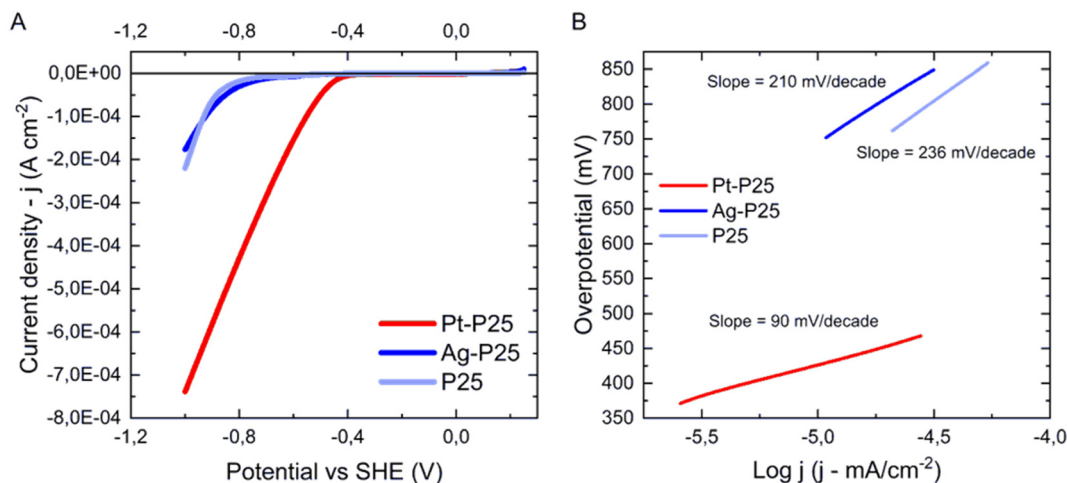 A
-1,2 -0,8 -0,4 0,0
0,0E+00
-1,0E-04
-2,0E-04
-3,0E-04
-4,0E-04
-5,0E-04
-6,0E-04
-7,0E-04
-8,0E-04
Current density - j (A cm⁻²)
Pt-P25
Ag-P25
P25
-1,2 -0,8 -0,4 0,0
Potential vs SHE (V)
B
850
800
750
700
650
600
550
500
450
400
350
Overpotential (mV)
Slope = 210 mV/decade
Slope = 236 mV/decade
Pt-P25
Ag-P25
P25
Slope = 90 mV/decade
-5,5 -5,0 -4,5 -4,0
Log j (j - mA/cm⁻²)